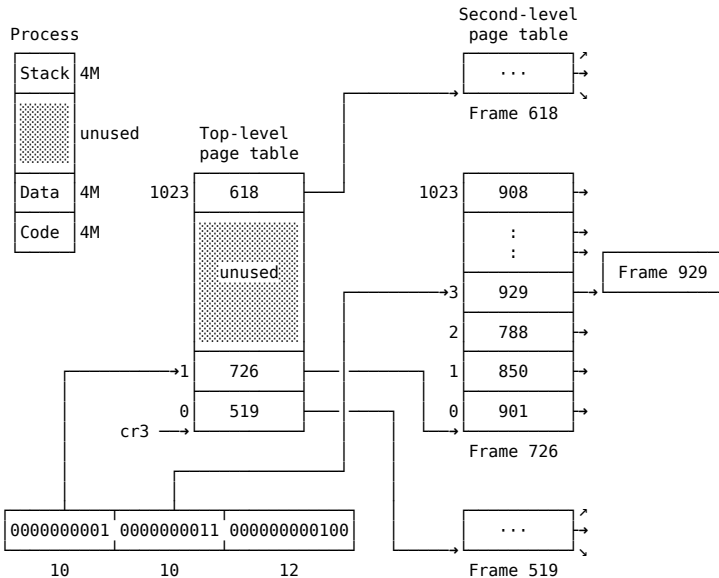 Second-level
page table
Process
Stack 4M
···
Frame 618
unused
Top-level
page table
Data 4M
1023 618
1023 908
Code 4M
:
:
unused
Frame 929
3 929
2 788
1 726
1 850
0 519
0 901
cr3
Frame 726
0000000001 0000000011 000000000100
···
10 10 12
Frame 519